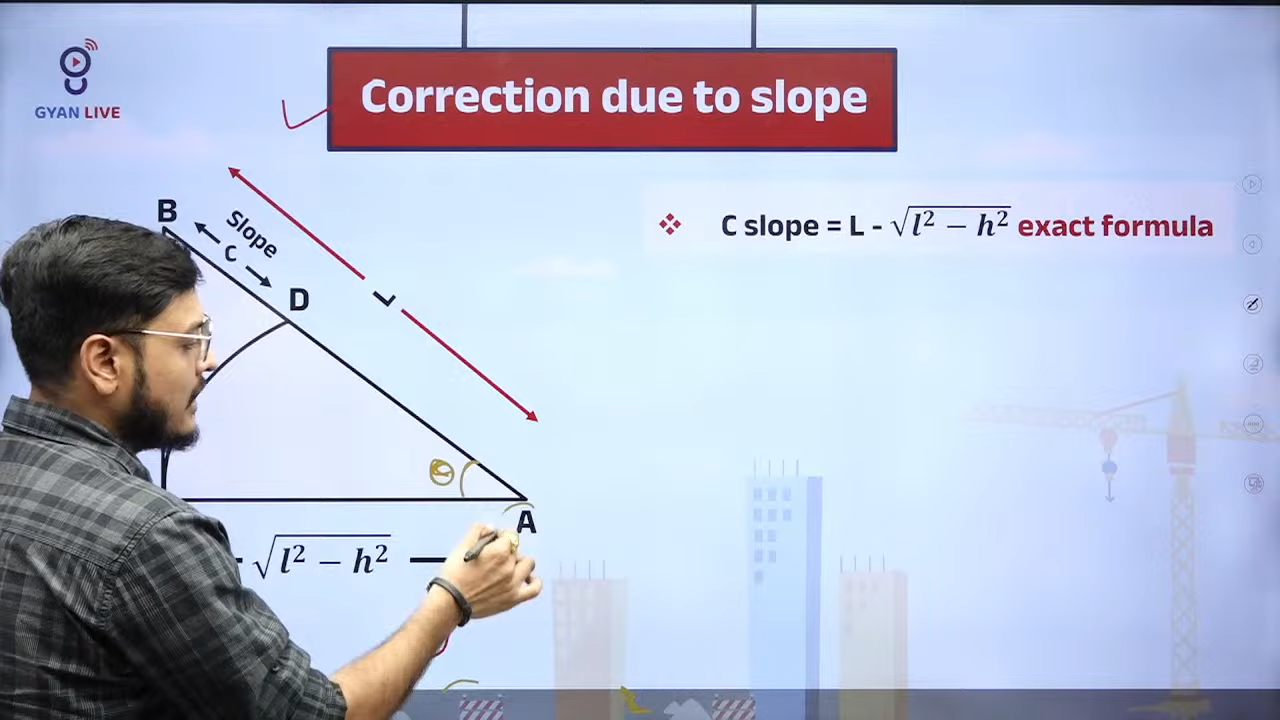 GYAN LIVE
Correction due to slope
C slope = L - √l² − h² exact formula
B
Slope
C
D
L
θ
A
√l² − h²